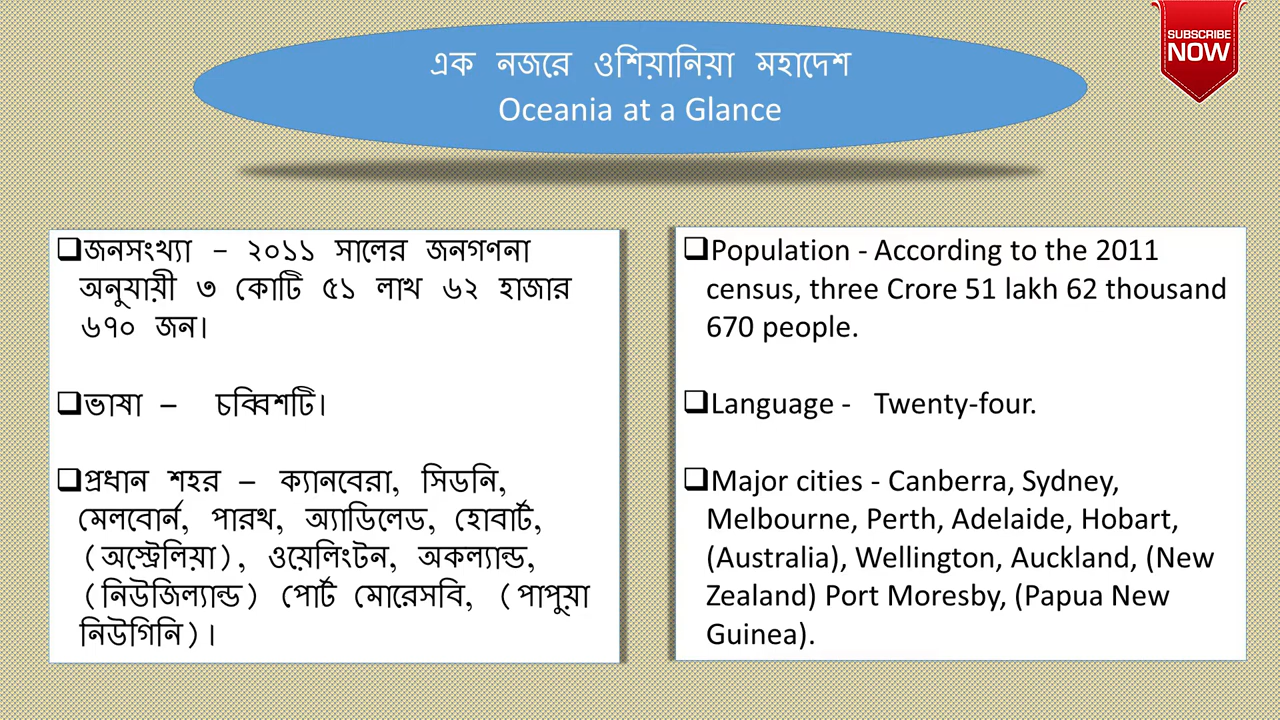 এক নজরে ওশিয়ানিয়া মহাদেশ
Oceania at a Glance
SUBSCRIBE
NOW
❑জনসংখ্যা – ২০১১ সালের জনগণনা
অনুযায়ী ৩ কোটি ৫১ লাখ ৬২ হাজার
৬৭০ জন।
❑ভাষা – চব্বিশটি।
❑প্রধান শহর – ক্যানবেরা, সিডনি,
মেলবোর্ন, পারথ, অ্যাডিলেড, হোবার্ট,
(অস্ট্রেলিয়া), ওয়েলিংটন, অকল্যান্ড,
(নিউজিল্যান্ড) পোর্ট মোরেসবি, (পাপুয়া
নিউগিনি)।
❑Population - According to the 2011
census, three Crore 51 lakh 62 thousand
670 people.
❑Language - Twenty-four.
❑Major cities - Canberra, Sydney,
Melbourne, Perth, Adelaide, Hobart,
(Australia), Wellington, Auckland, (New
Zealand) Port Moresby, (Papua New
Guinea).